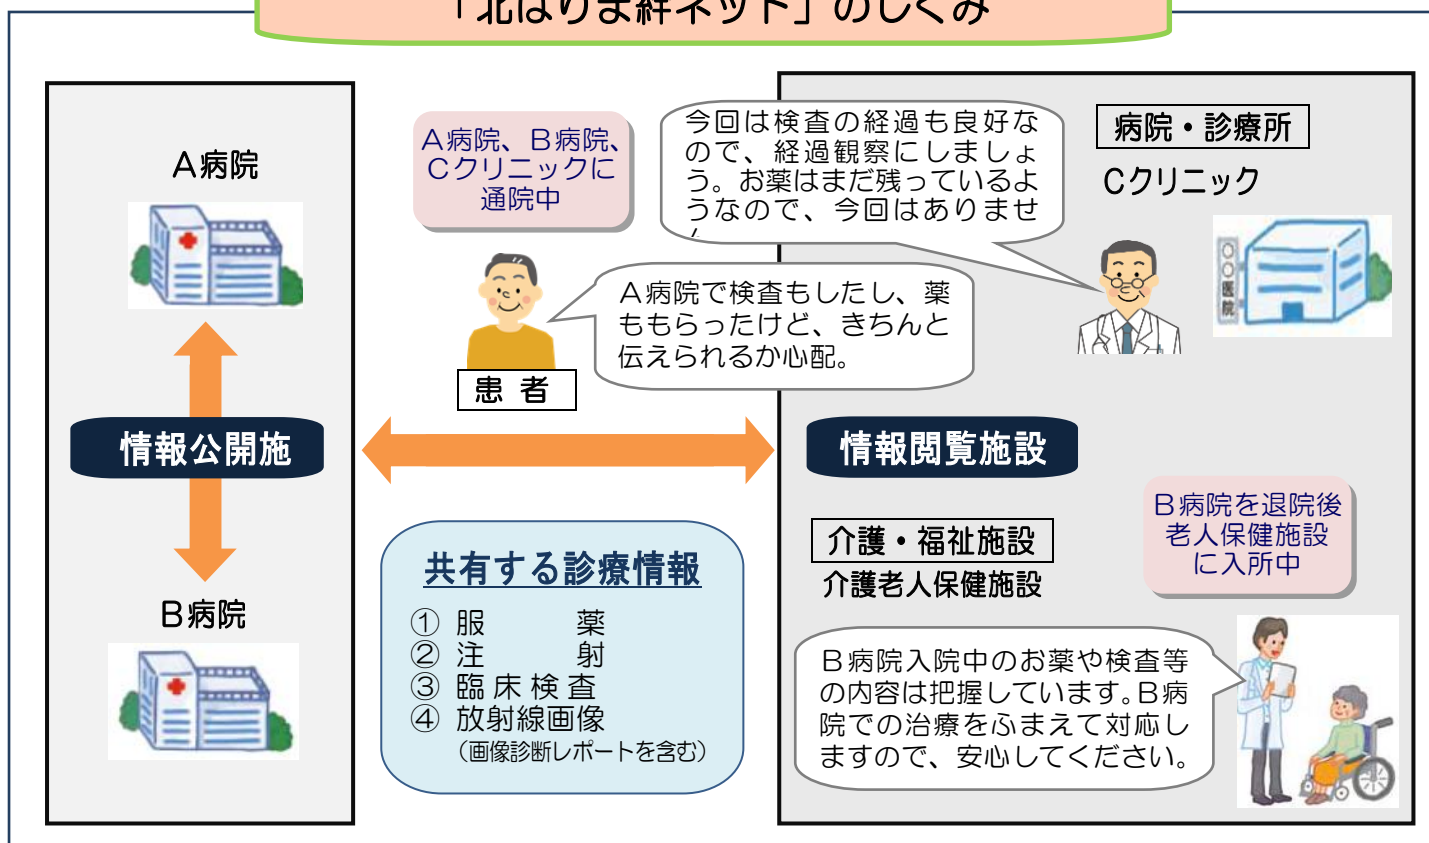 「北はりま絆ネット」のしくみ
A病院
情報公開施
B病院
A病院、B病院、
Cクリニックに
通院中
患 者
今回は検査の経過も良好な
ので、経過観察にしましょ
う。お薬はまだ残っているよ
うなので、今回はありませ
A病院で検査もしたし、薬
ももらったけど、きちんと
伝えられるか心配。
共有する診療情報
① 服 薬
② 注 射
③ 臨 床 検 査
④ 放射線画像
（画像診断レポートを含む）
病院・診療所
Cクリニック
〇〇医院
情報閲覧施設
介護・福祉施設
介護老人保健施設
B病院を退院後
老人保健施設
に入所中
B病院入院中のお薬や検査等
の内容は把握しています。B病
院での治療をふまえて対応し
ますので、安心してください。